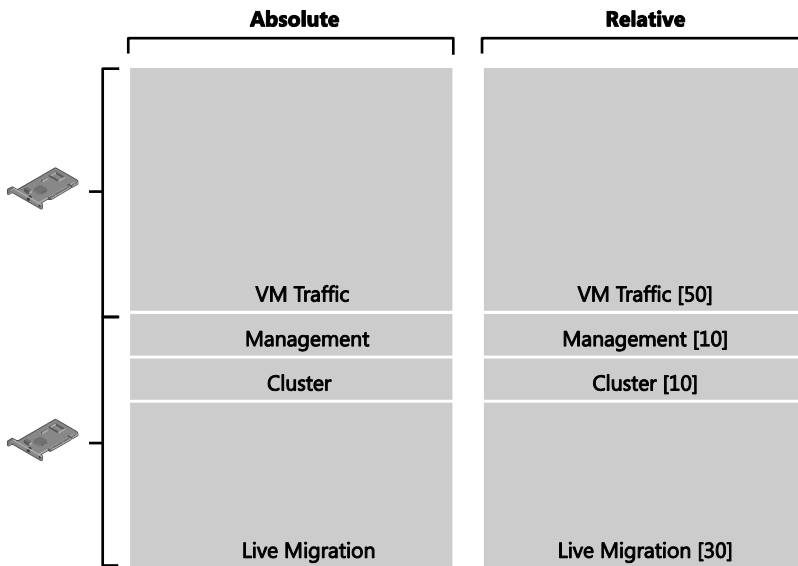 Absolute
Relative
VM Traffic
VM Traffic [50]
Management
Management [10]
Cluster
Cluster [10]
Live Migration
Live Migration [30]